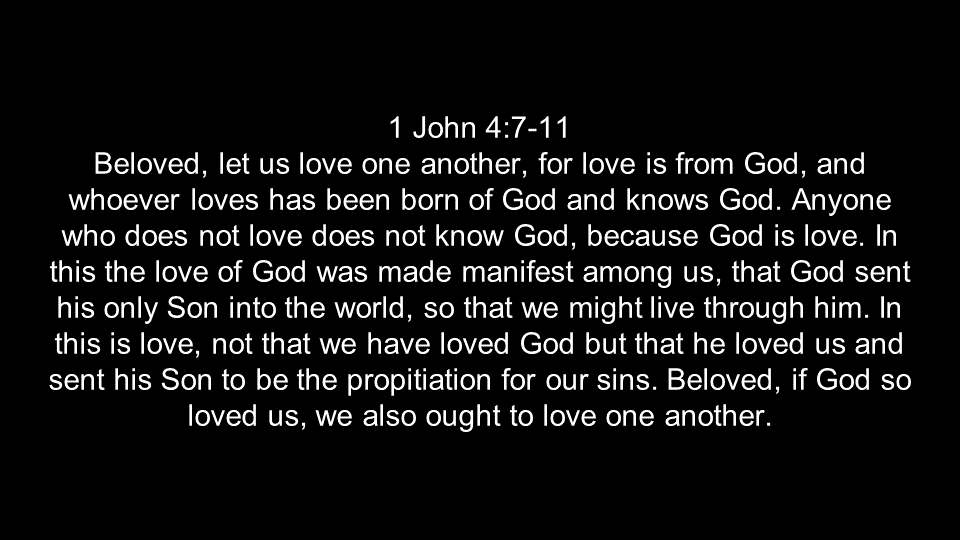 1 John 4:7-11
Beloved, let us love one another, for love is from God, and
whoever loves has been born of God and knows God. Anyone
who does not love does not know God, because God is love. In
this the love of God was made manifest among us, that God sent
his only Son into the world, so that we might live through him. In
this is love, not that we have loved God but that he loved us and
sent his Son to be the propitiation for our sins. Beloved, if God so
loved us, we also ought to love one another.